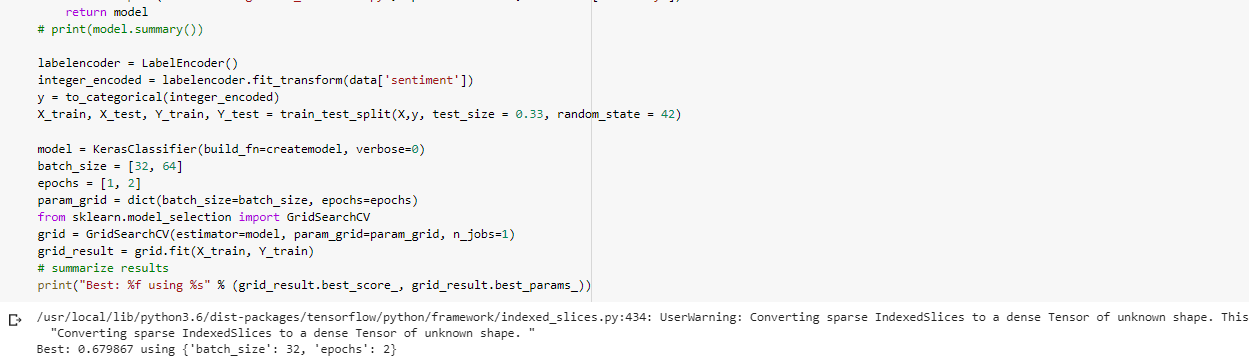 return model
# print(model.summary())
labelencoder = LabelEncoder()
integer_encoded = labelencoder.fit_transform(data['sentiment'])
y = to_categorical(integer_encoded)
X_train, X_test, Y_train, Y_test = train_test_split(X,y, test_size = 0.33, random_state = 42)
model = KerasClassifier(build_fn=createmodel, verbose=0)
batch_size = [32, 64]
epochs = [1, 2]
param_grid = dict(batch_size=batch_size, epochs=epochs)
from sklearn.model_selection import GridSearchCV
grid = GridSearchCV(estimator=model, param_grid=param_grid, n_jobs=1)
grid_result = grid.fit(X_train, Y_train)
# summarize results
print("Best: %f using %s" % (grid_result.best_score_, grid_result.best_params_))
/usr/local/lib/python3.6/dist-packages/tensorflow/python/framework/indexed_slices.py:434: UserWarning: Converting sparse IndexedSlices to a dense Tensor of unknown shape. This
"Converting sparse IndexedSlices to a dense Tensor of unknown shape. "
Best: 0.679867 using {'batch_size': 32, 'epochs': 2}